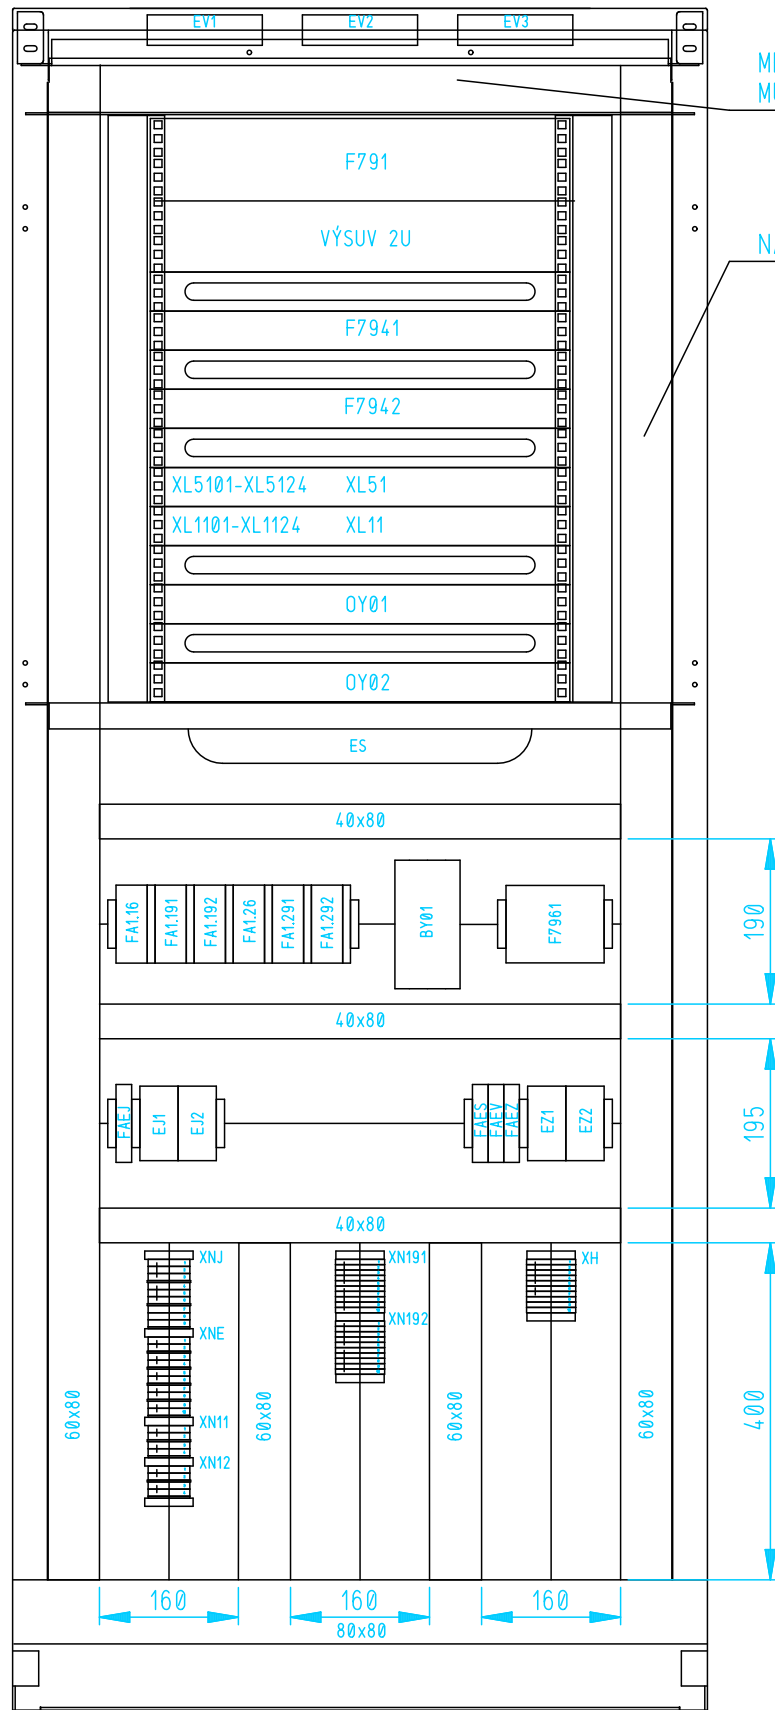 EV1 EV2 EV3
F791
VÝSUV 2U
F7941
F7942
XL5101-XL5124 XL51
XL1101-XL1124 XL11
OY01
OY02
ES
40x80
FA1.16 FA1.191 FA1.192 FA1.26 FA1.291 FA1.292 BY01 F7961
190
40x80
FAEJ EJ1 EJ2 FAES FAEV FAEZ EZ1 EZ2
195
40x80
XNJ XN191 XH
XNE XN192
XN11
XN12
60x80 60x80 60x80 60x80
400
160 160 160
80x80